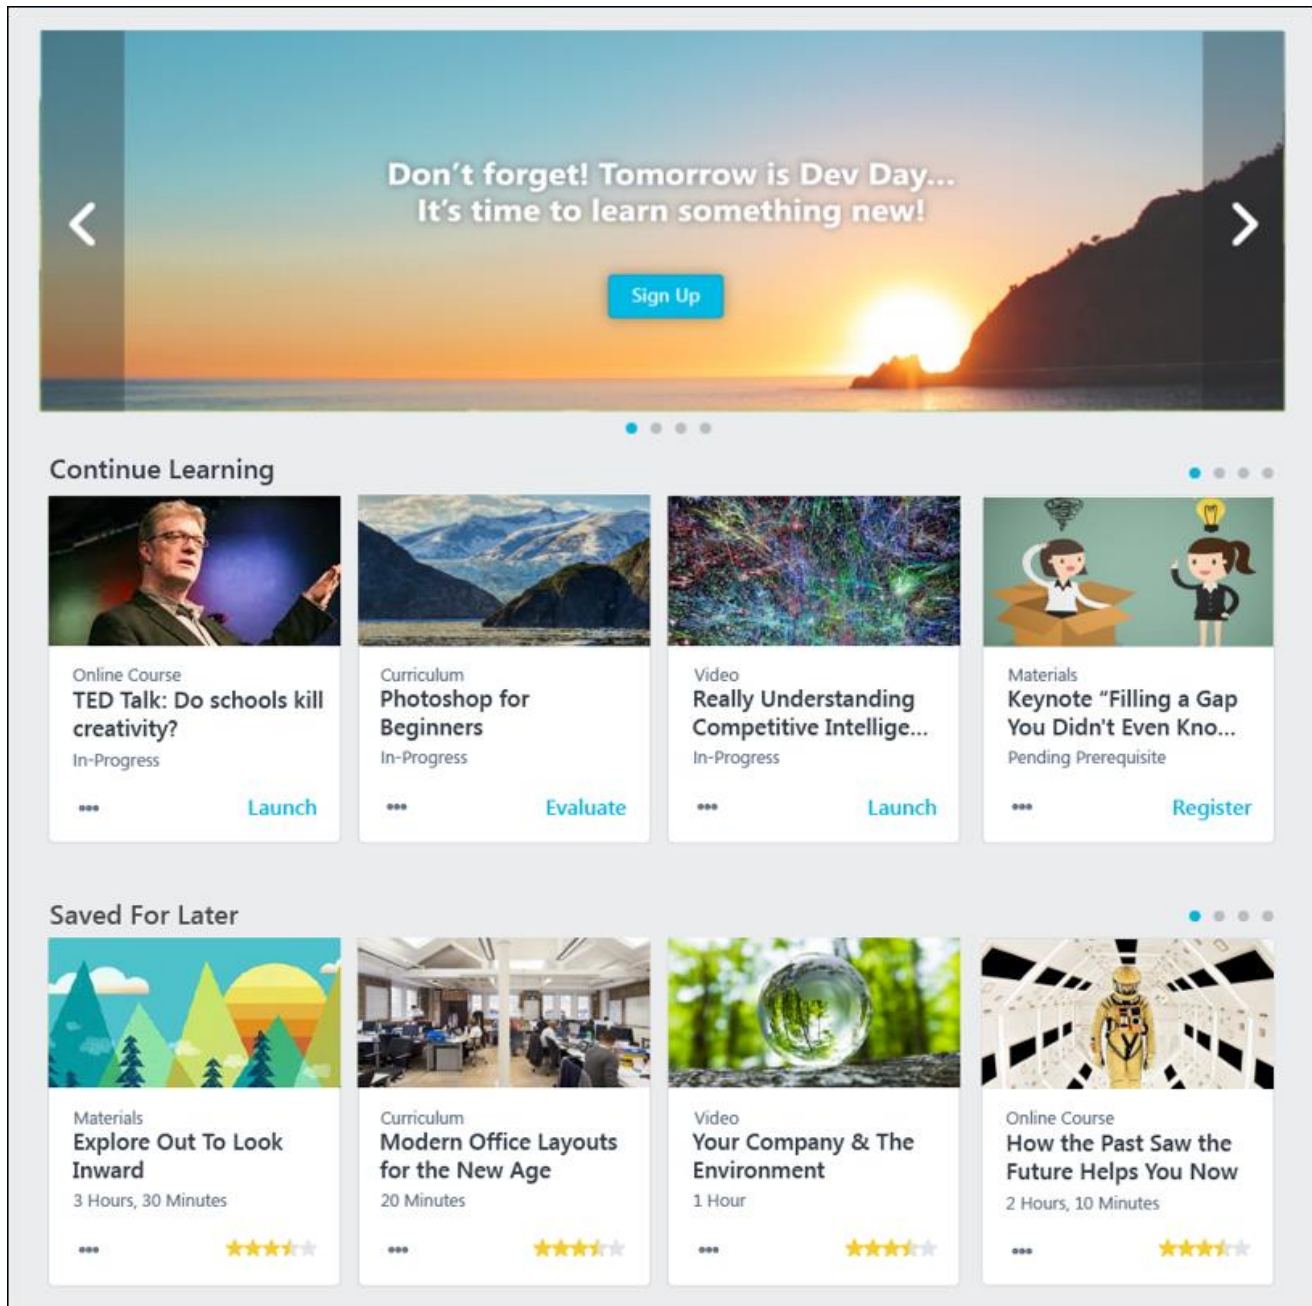 Don't forget! Tomorrow is Dev Day...
It's time to learn something new!
Sign Up
Continue Learning
Online Course
TED Talk: Do schools kill
creativity?
In-Progress
Launch
Curriculum
Photoshop for
Beginners
In-Progress
Evaluate
Video
Really Understanding
Competitive Intellige...
In-Progress
Launch
Materials
Keynote “Filling a Gap
You Didn't Even Kno...
Pending Prerequisite
Register
Saved For Later
Materials
Explore Out To Look
Inward
3 Hours, 30 Minutes
Curriculum
Modern Office Layouts
for the New Age
20 Minutes
Video
Your Company & The
Environment
1 Hour
Online Course
How the Past Saw the
Future Helps You Now
2 Hours, 10 Minutes